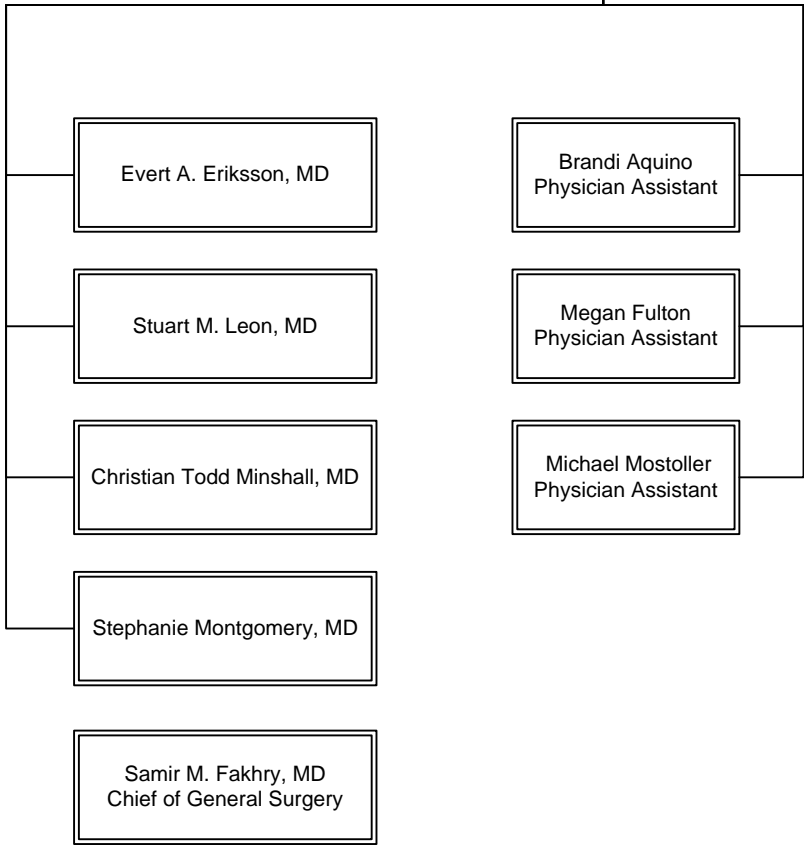 Evert A. Eriksson, MD
Brandi Aquino
Physician Assistant
Stuart M. Leon, MD
Megan Fulton
Physician Assistant
Christian Todd Minshall, MD
Michael Mostoller
Physician Assistant
Stephanie Montgomery, MD
Samir M. Fakhry, MD
Chief of General Surgery